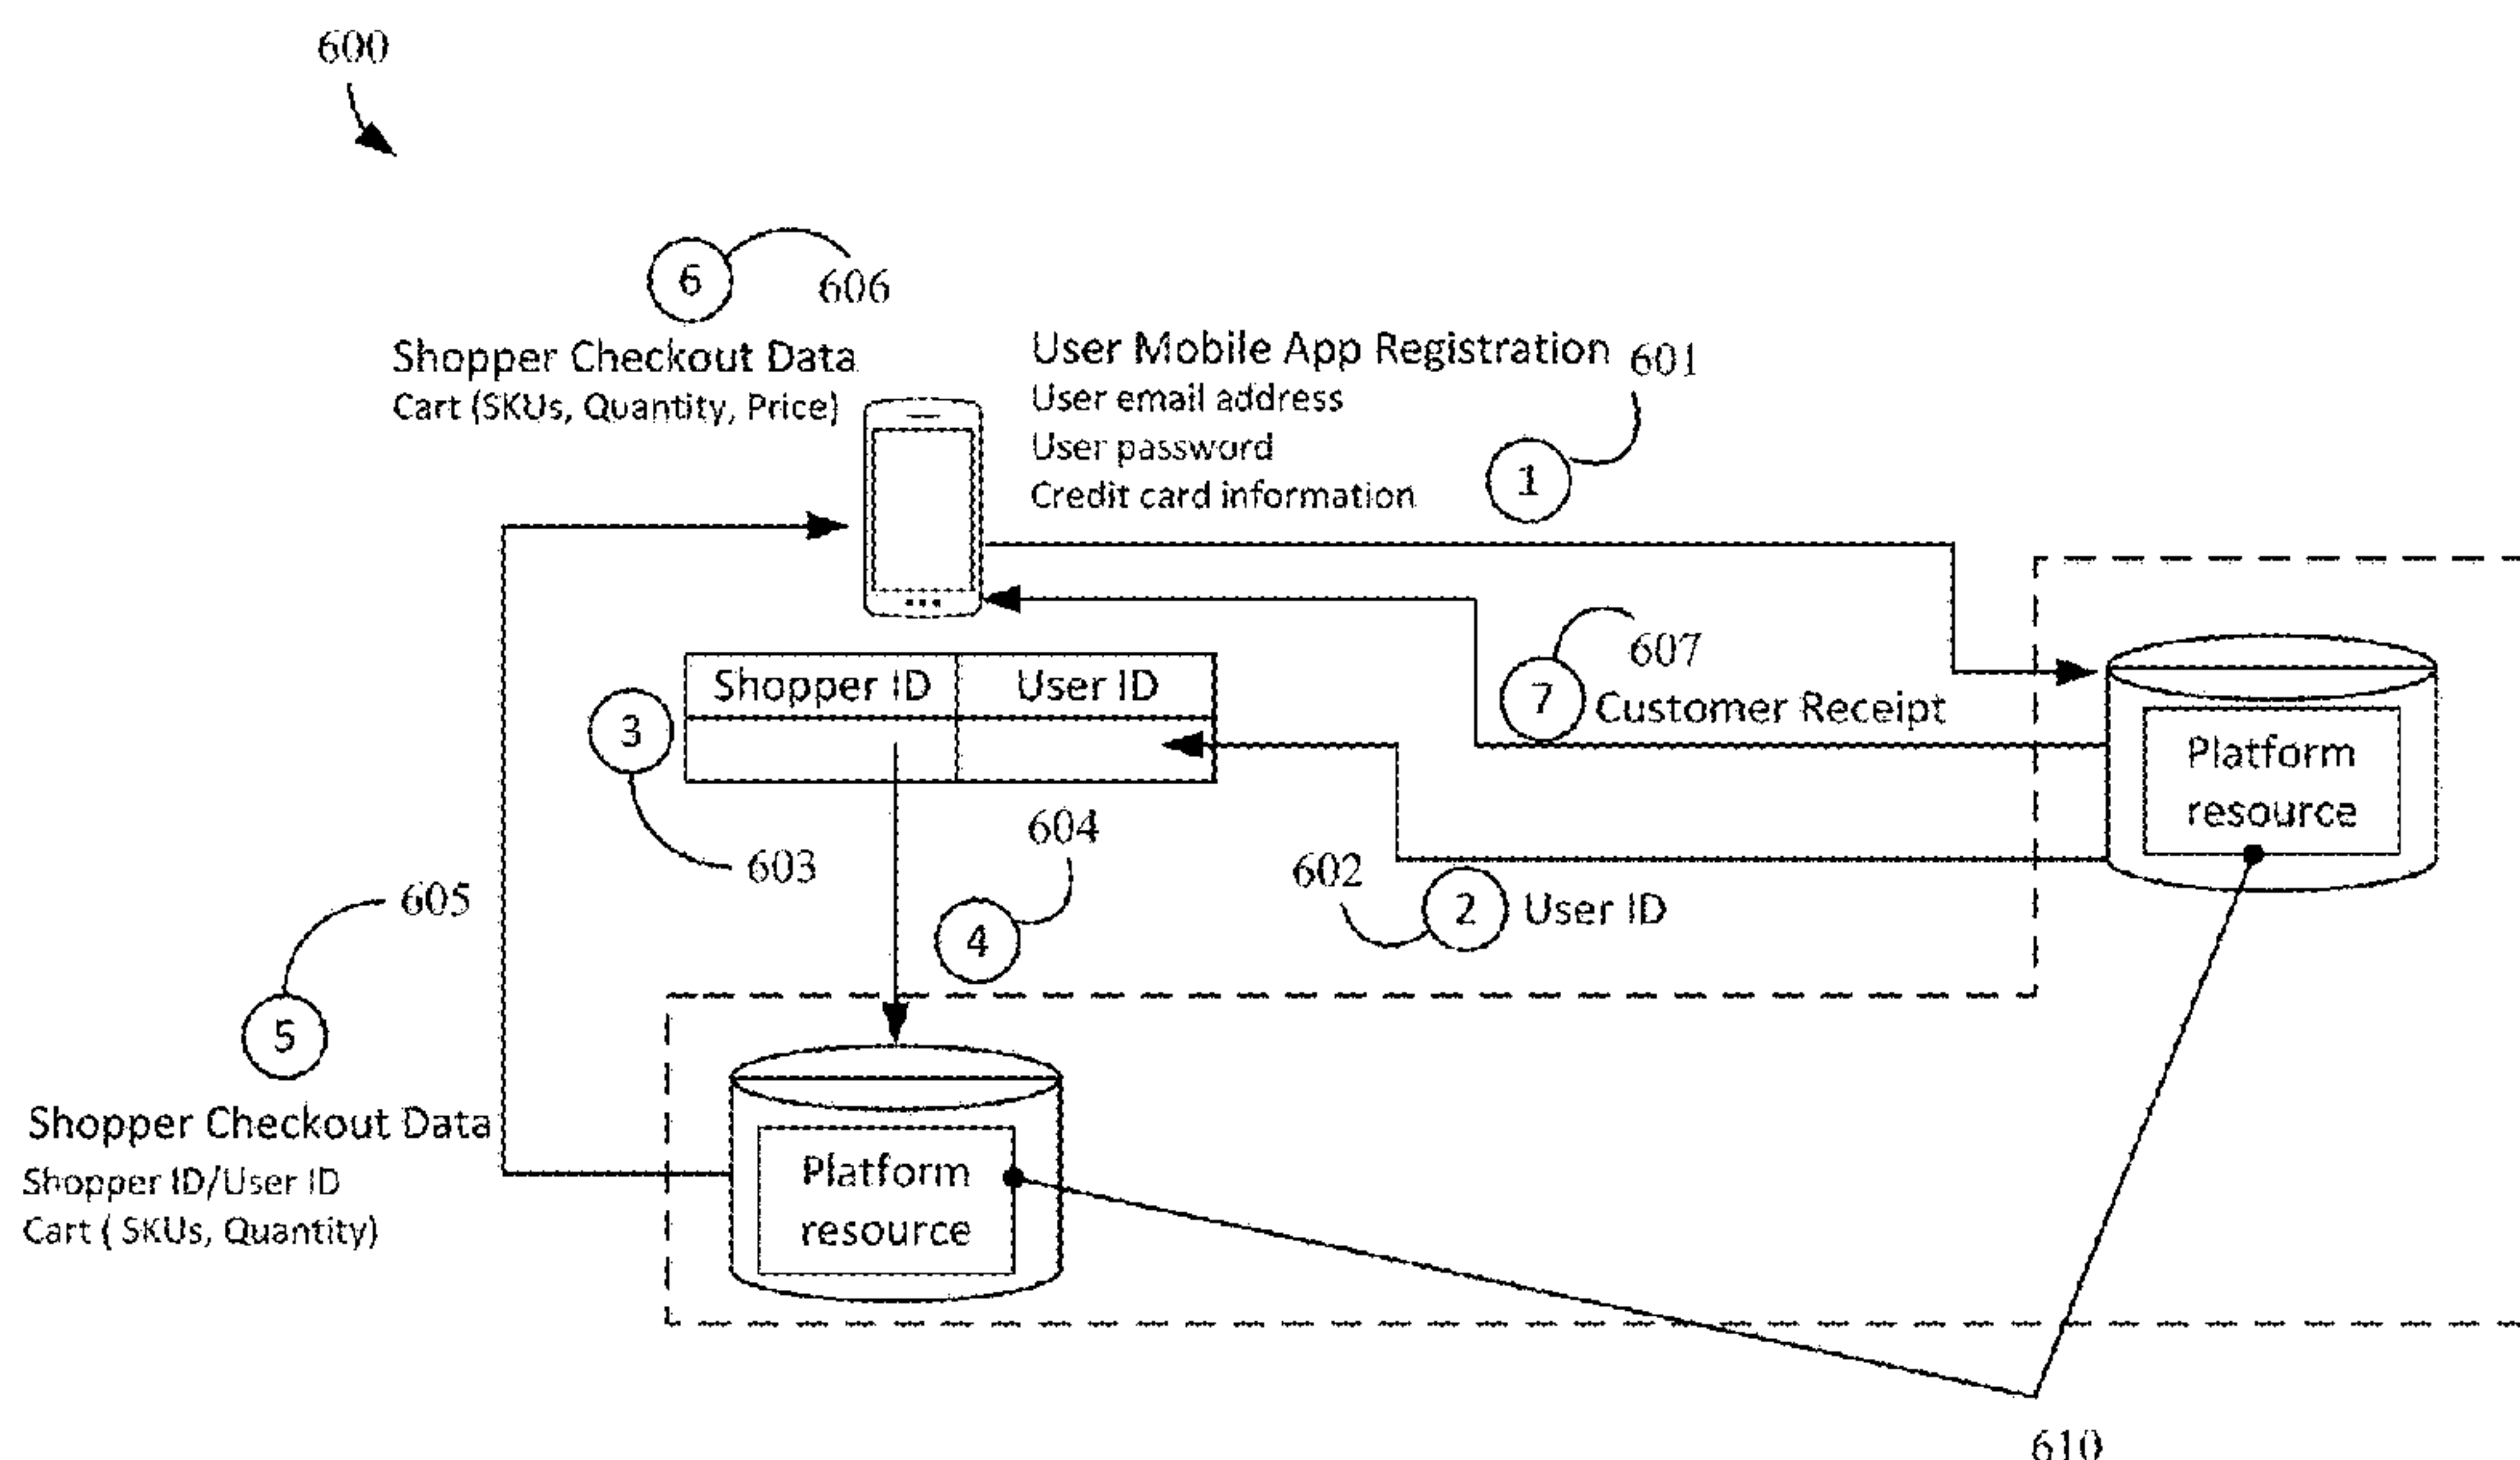 600
6
606
Shopper Checkout Data
Cart (SKUs, Quantity, Price)
User Mobile App Registration
601
User email address
User password
Credit card information
1
607
7
Customer Receipt
Shopper ID
User ID
3
603
604
4
602
2
User ID
Platform
resource
605
5
Shopper Checkout Data
Shopper ID/User ID
Cart ( SKUs, Quantity)
Platform
resource
610